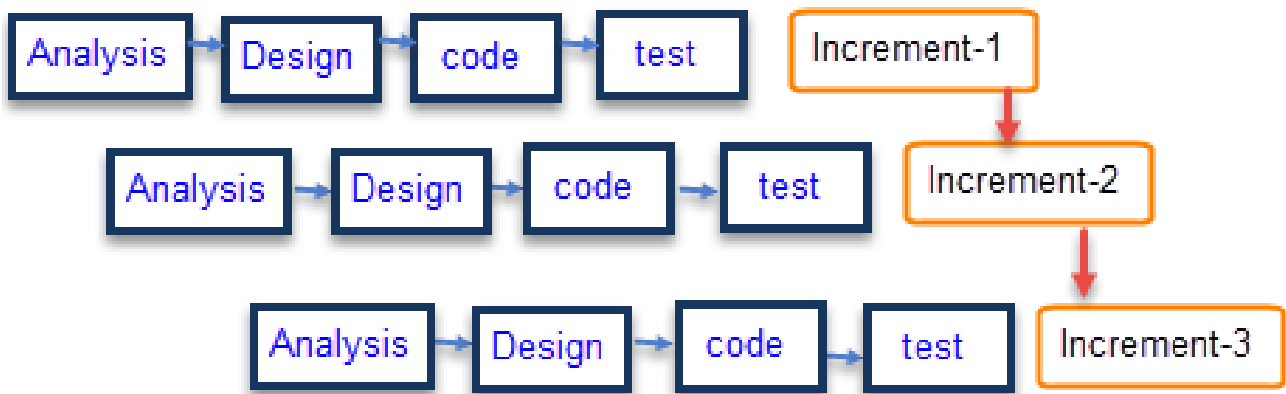 Analysis Design code test Increment-1
Analysis Design code test Increment-2
Analysis Design code test Increment-3